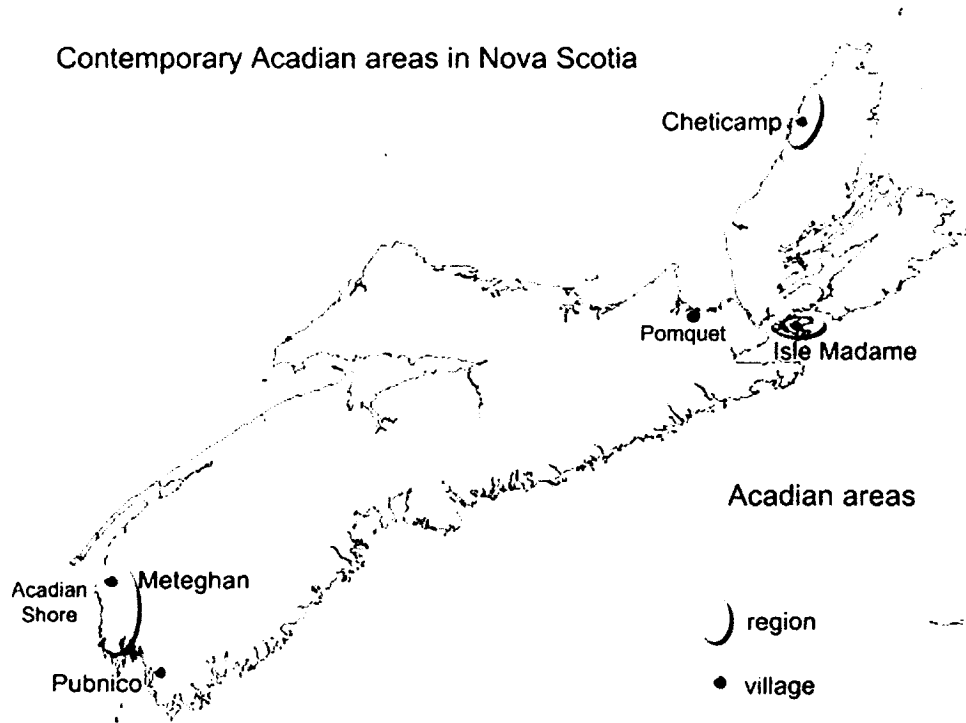 Contemporary Acadian areas in Nova Scotia
Cheticamp
Pomquet
Isle Madame
Acadian areas
Meteghan
Acadian
Shore
region
Pubnico
village